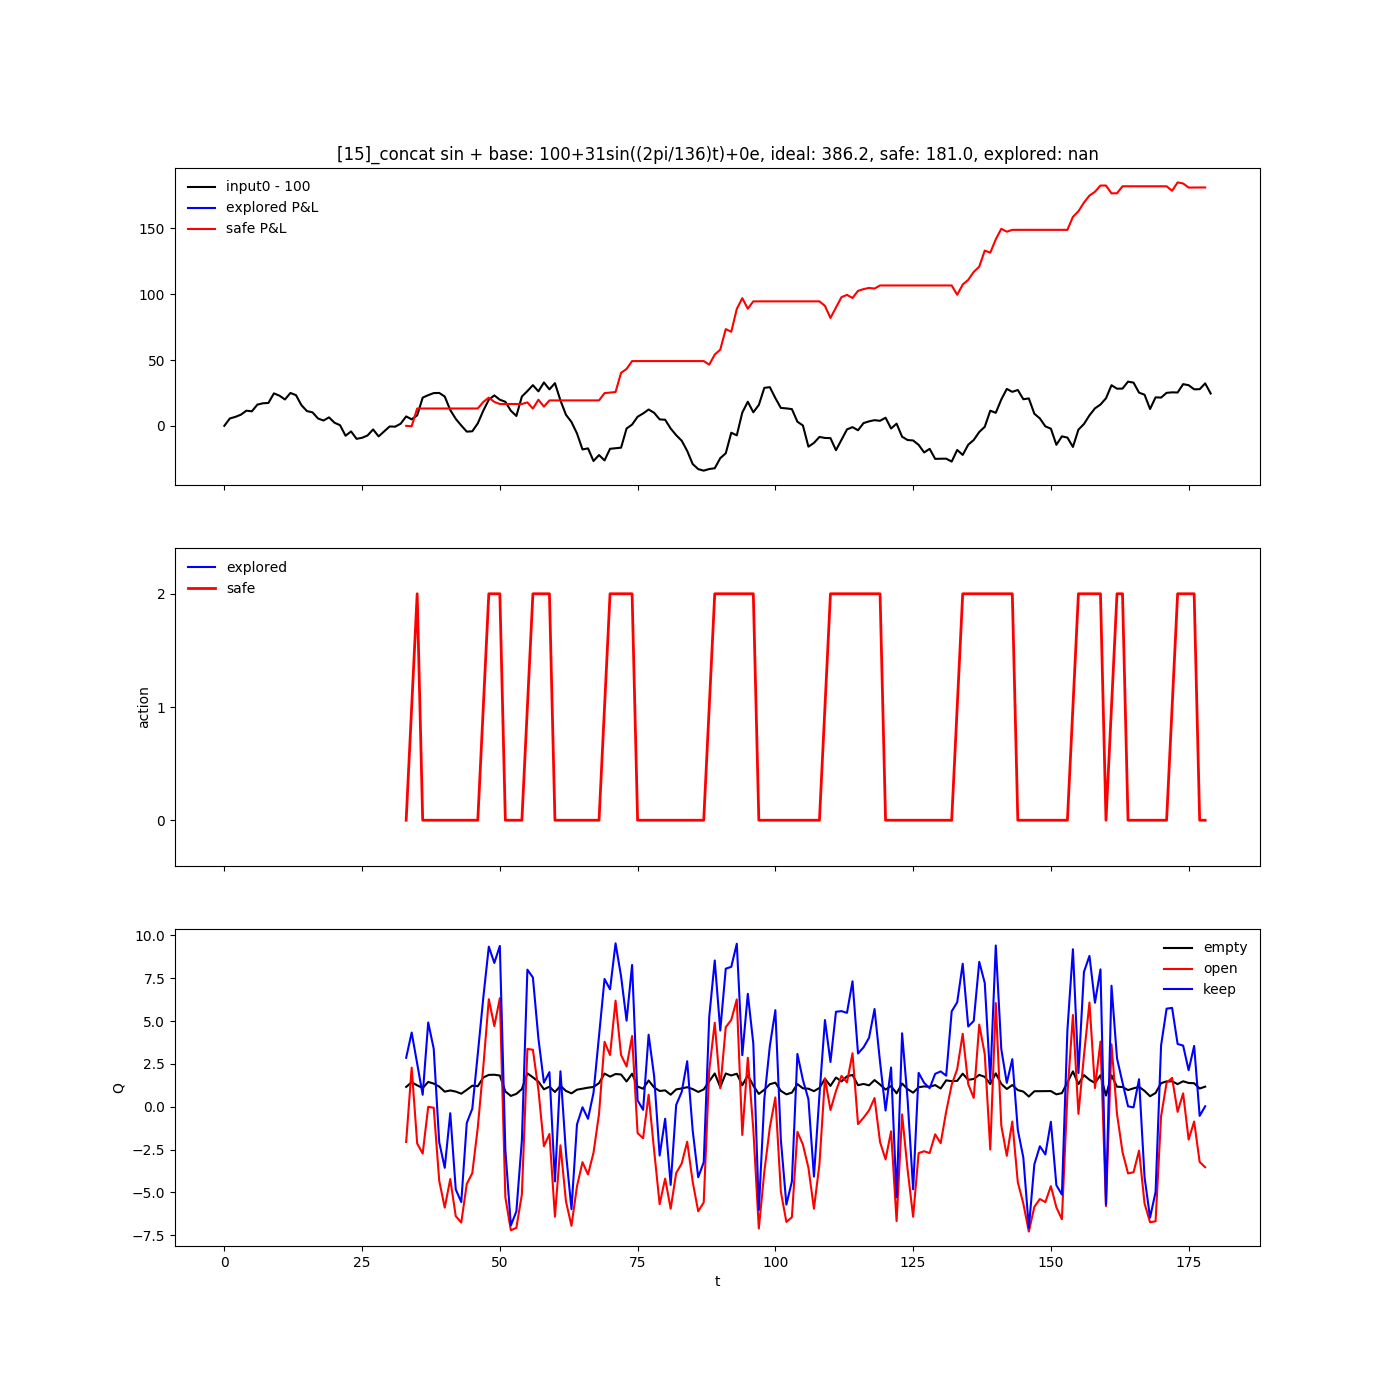 [15]_concat sin + base: 100+31sin((2pi/136)t)+0e, ideal: 386.2, safe: 181.0, explored: nan
input0 - 100
explored P&L
safe P&L
150
100
50
0
explored
safe
2
1
0
action
empty
open
keep
10.0
7.5
5.0
2.5
0.0
−2.5
−5.0
−7.5
Q
0 25 50 75 100 125 150 175
t